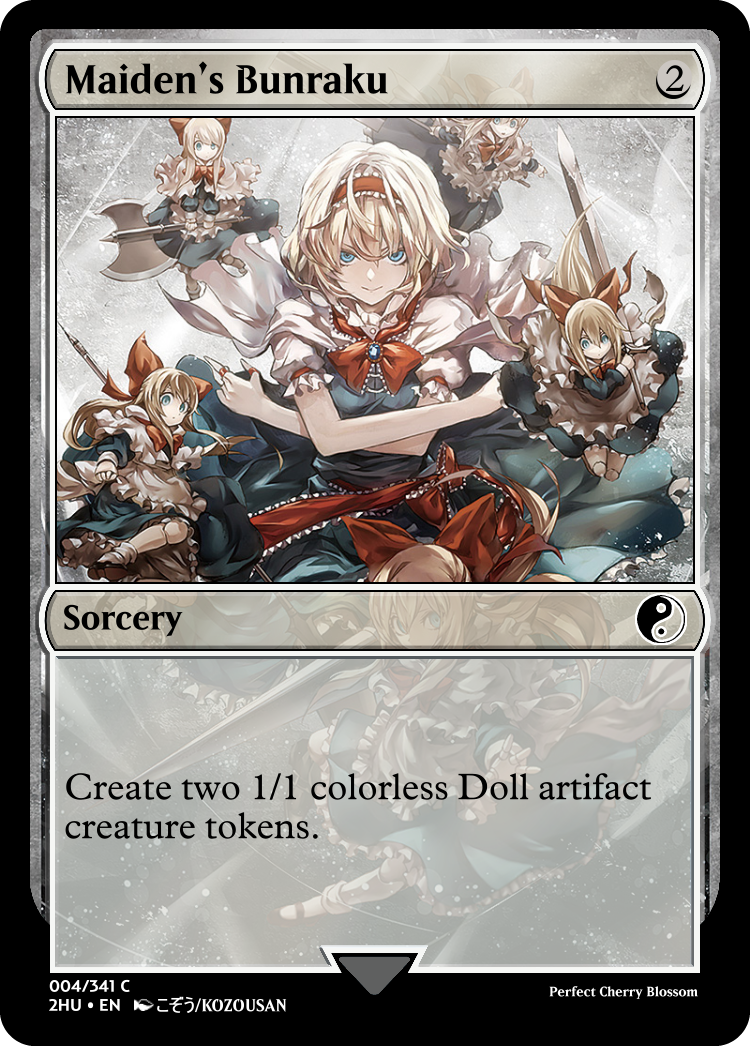 Maiden's Bunraku 2
Sorcery
Create two 1/1 colorless Doll artifact
creature tokens.
004/341 C
2HU • EN こぞう/KOZOUSAN
Perfect Cherry Blossom